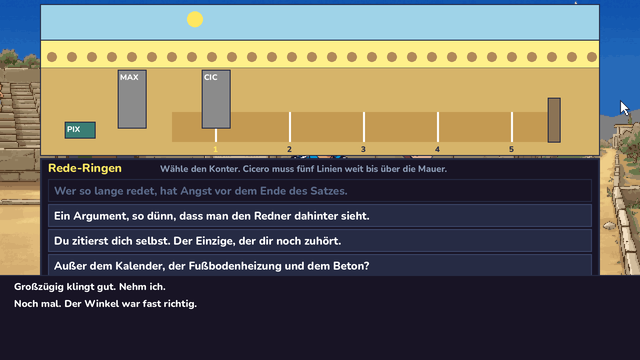 MAX
CIC
PIX
1
2
3
4
5
Rede-Ringen
Wähle den Konter. Cicero muss fünf Linien weit bis über die Mauer.
Wer so lange redet, hat Angst vor dem Ende des Satzes.
Ein Argument, so dünn, dass man den Redner dahinter sieht.
Du zitierst dich selbst. Der Einzige, der dir noch zuhört.
Außer dem Kalender, der Fußbodenheizung und dem Beton?
Großzügig klingt gut. Nehm ich.
Noch mal. Der Winkel war fast richtig.